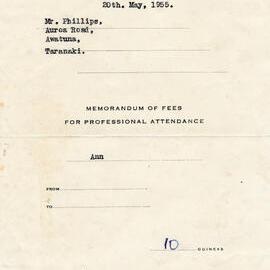 20th. May, 1955.
Mr. Phillips,
Auroa Road,
Awatuna,
Taranaki.
MEMORANDUM OF FEES
FOR PROFESSIONAL ATTENDANCE
Ann
FROM
TO
10 GUINEAS